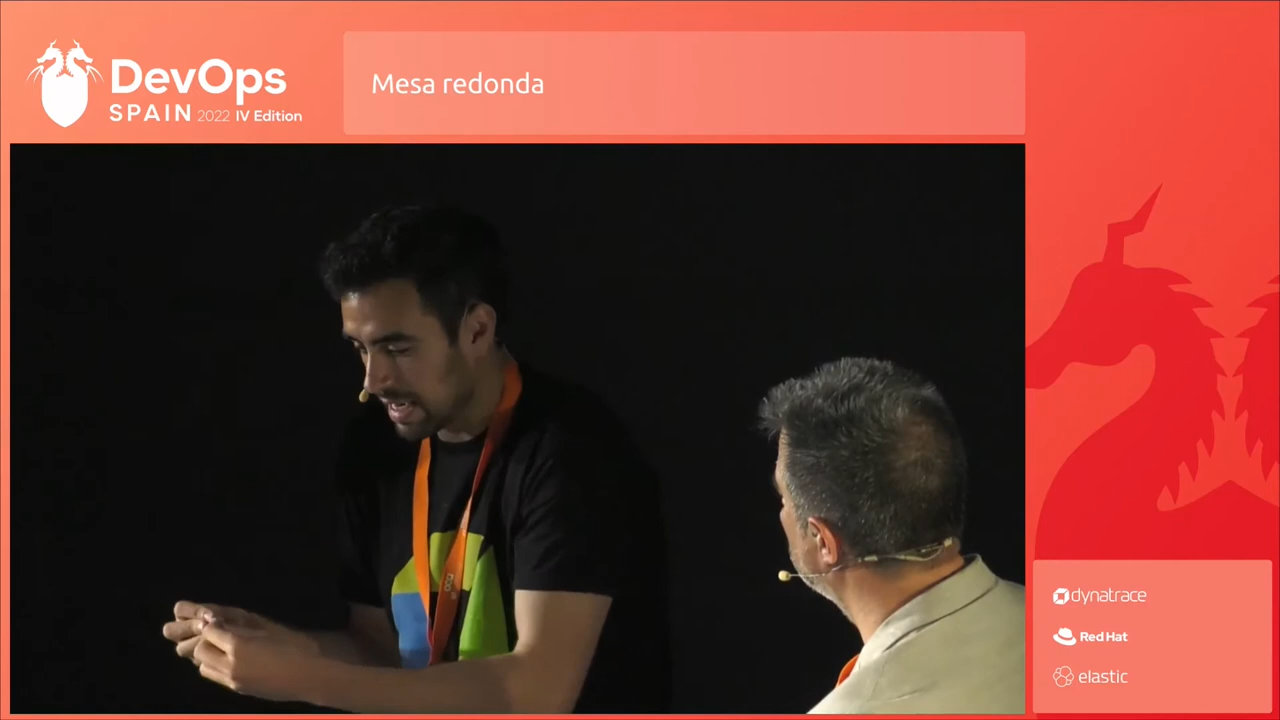 DevOps
SPAIN 2022 IV Edition
Mesa redonda
dynatrace
Red Hat
elastic